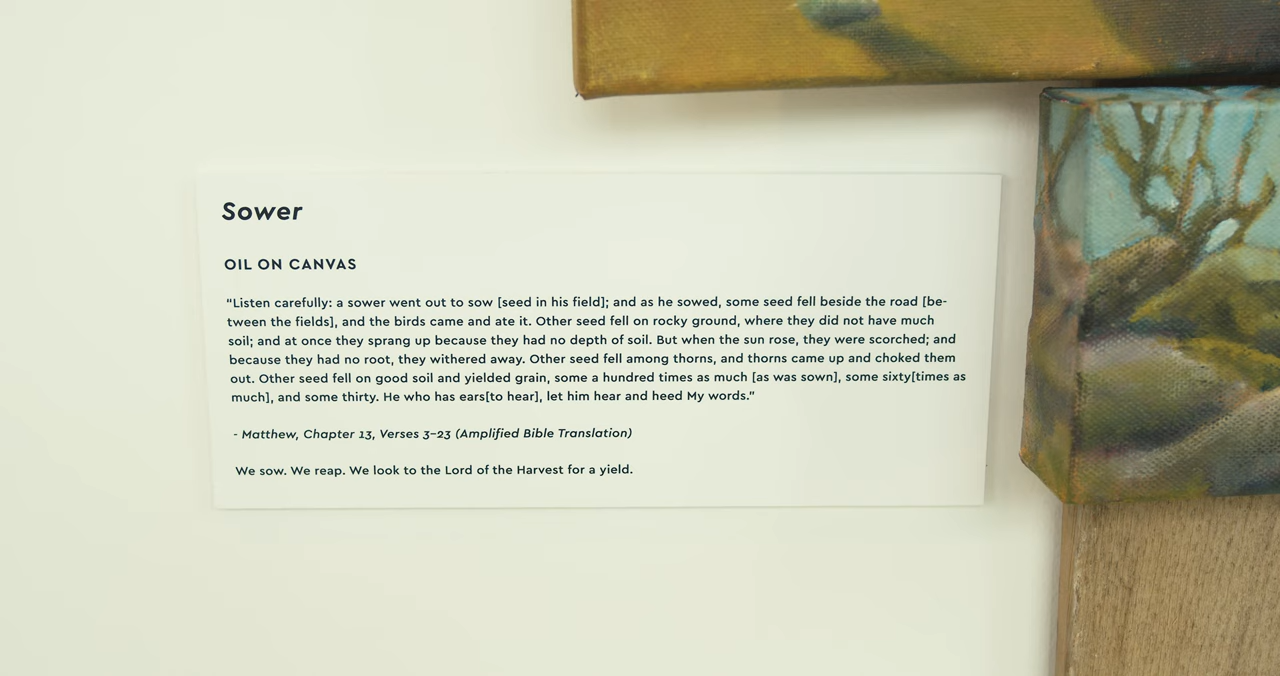 Sower
OIL ON CANVAS
“Listen carefully: a sower went out to sow [seed in his field]; and as he sowed, some seed fell beside the road [be-
tween the fields], and the birds came and ate it. Other seed fell on rocky ground, where they did not have much
soil; and at once they sprang up because they had no depth of soil. But when the sun rose, they were scorched; and
because they had no root, they withered away. Other seed fell among thorns, and thorns came up and choked them
out. Other seed fell on good soil and yielded grain, some a hundred times as much [as was sown], some sixty[times as
much], and some thirty. He who has ears[to hear], let him hear and heed My words.”
- Matthew, Chapter 13, Verses 3–23 (Amplified Bible Translation)
We sow. We reap. We look to the Lord of the Harvest for a yield.